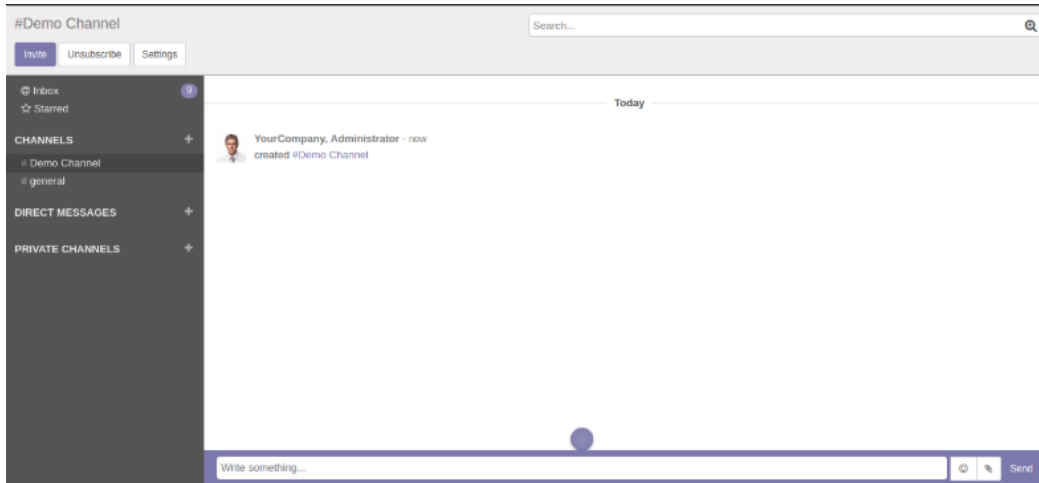 #Demo Channel
Search...
Invite Unsubscribe Settings
Inbox 9
Starred
CHANNELS +
# Demo Channel
# general
DIRECT MESSAGES +
PRIVATE CHANNELS +
Today
YourCompany, Administrator - now
created #Demo Channel
Write something...
Send